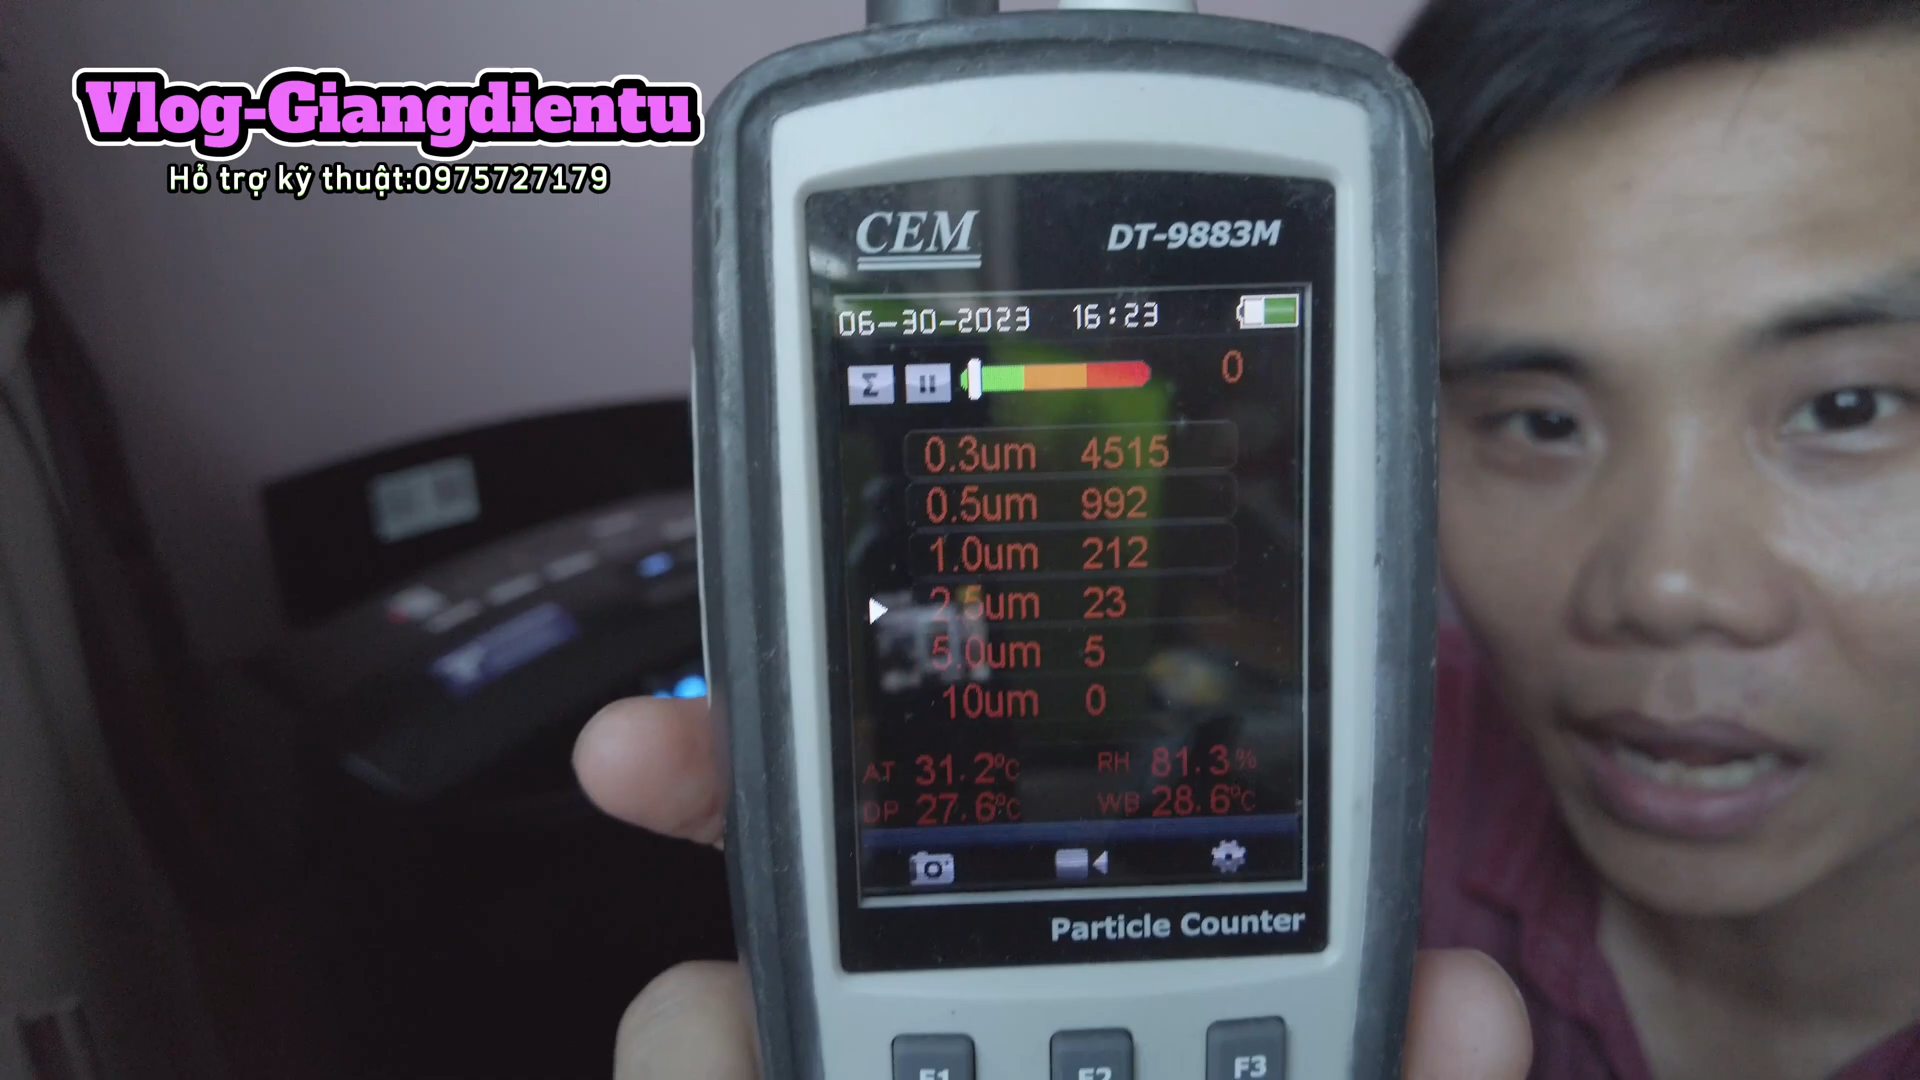 Vlog-Giangdientu
Hỗ trợ kỹ thuật:0975727179
CEM DT-9883M
06-30-2023 16:23
Σ 0
0.3um 4515
0.5um 992
1.0um 212
2.5um 23
5.0um 5
10um 0
AT 31.2°C RH 81.3%
DP 27.6°C WB 28.6°C
Particle Counter
F1 F2 F3